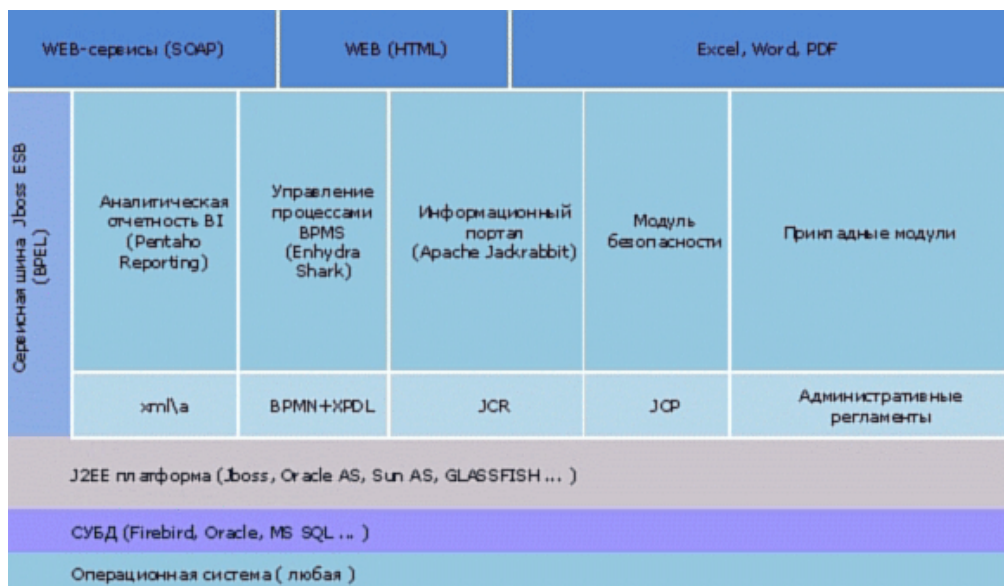 WEB-сервисы (SOAP)
WEB (HTML)
Excel, Word, PDF
Сервисная шина Jboss ESB
(BPEL)
Аналитическая
отчетность BI
(Pentaho
Reporting)
Управление
процессами
BPMS
(Enhydra
Shark)
Информационный
портал
(Apache Jackrabbit)
Модуль
безопасности
Прикладные модули
xml\a
BPMN+XPDL
JCR
JCP
Административные
регламенты
J2EE платформа (Jboss, Oracle AS, Sun AS, GLASSFISH ... )
СУБД (Firebird, Oracle, MS SQL ... )
Операционная система ( любая )